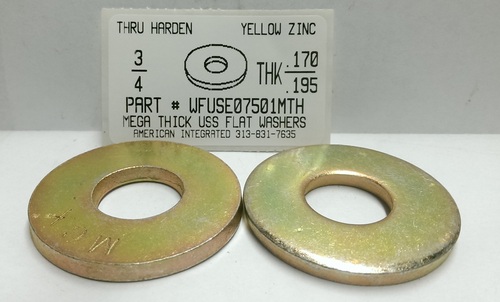 THRU HARDEN YELLOW ZINC
3/4 THK .170/.195
PART # WFUSE07501MTH
MEGA THICK USS FLAT WASHERS
AMERICAN INTEGRATED 313-831-7635